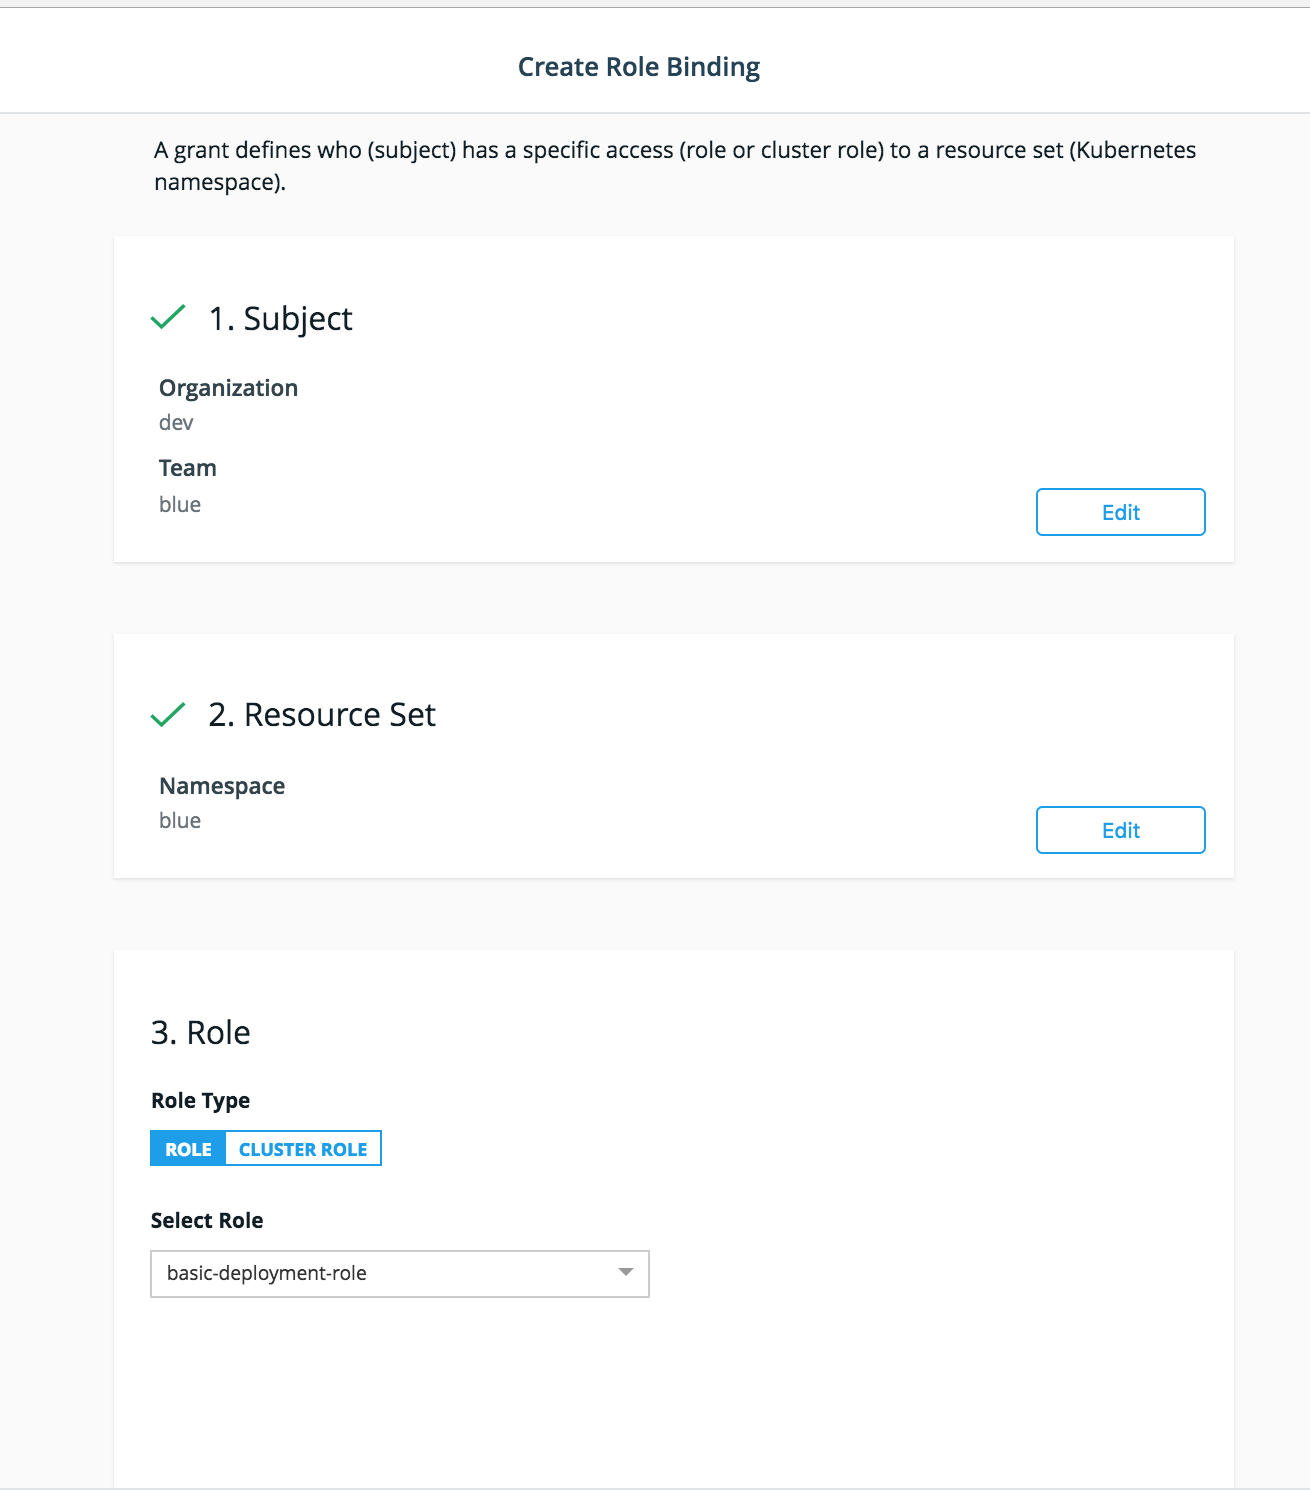 Create Role Binding
A grant defines who (subject) has a specific access (role or cluster role) to a resource set (Kubernetes
namespace).
1. Subject
Organization
dev
Team
blue
Edit
2. Resource Set
Namespace
blue
Edit
3. Role
Role Type
ROLE CLUSTER ROLE
Select Role
basic-deployment-role